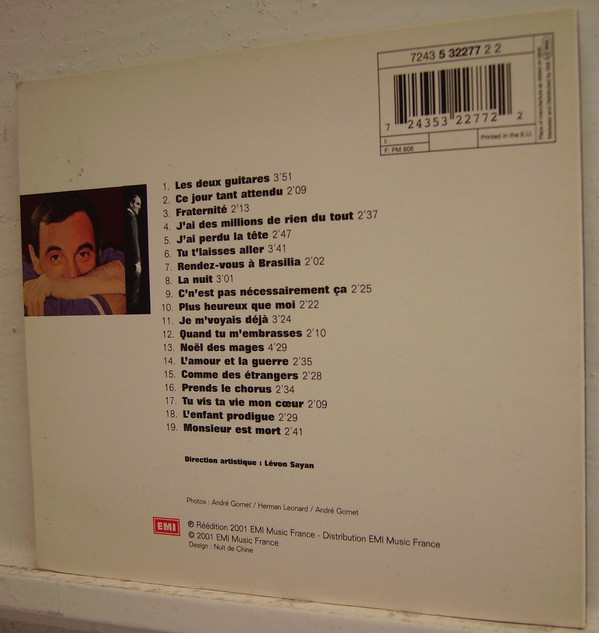 7243 5 32277 2 2
7 24353 22772 2
1
F: PM 806
Printed in the E.U.
1. Les deux guitares 3'51
2. Ce jour tant attendu 2'09
3. Fraternité 2'13
4. J'ai des millions de rien du tout 2'37
5. J'ai perdu la tête 2'47
6. Tu t'laisses aller 3'41
7. Rendez-vous à Brasilia 2'02
8. La nuit 3'01
9. C'n'est pas nécessairement ça 2'25
10. Plus heureux que moi 2'22
11. Je m'voyais déjà 3'24
12. Quand tu m'embrasses 2'10
13. Noël des mages 4'29
14. L'amour et la guerre 2'35
15. Comme des étrangers 2'28
16. Prends le chorus 2'34
17. Tu vis ta vie mon cœur 2'09
18. L'enfant prodigue 2'29
19. Monsieur est mort 2'41
Direction artistique : Lévon Sayan
Photos : André Gornet / Herman Leonard / André Gornet
EMI
℗ Réédition 2001 EMI Music France - Distribution EMI Music France
© 2001 EMI Music France
Design : Nuit de Chine